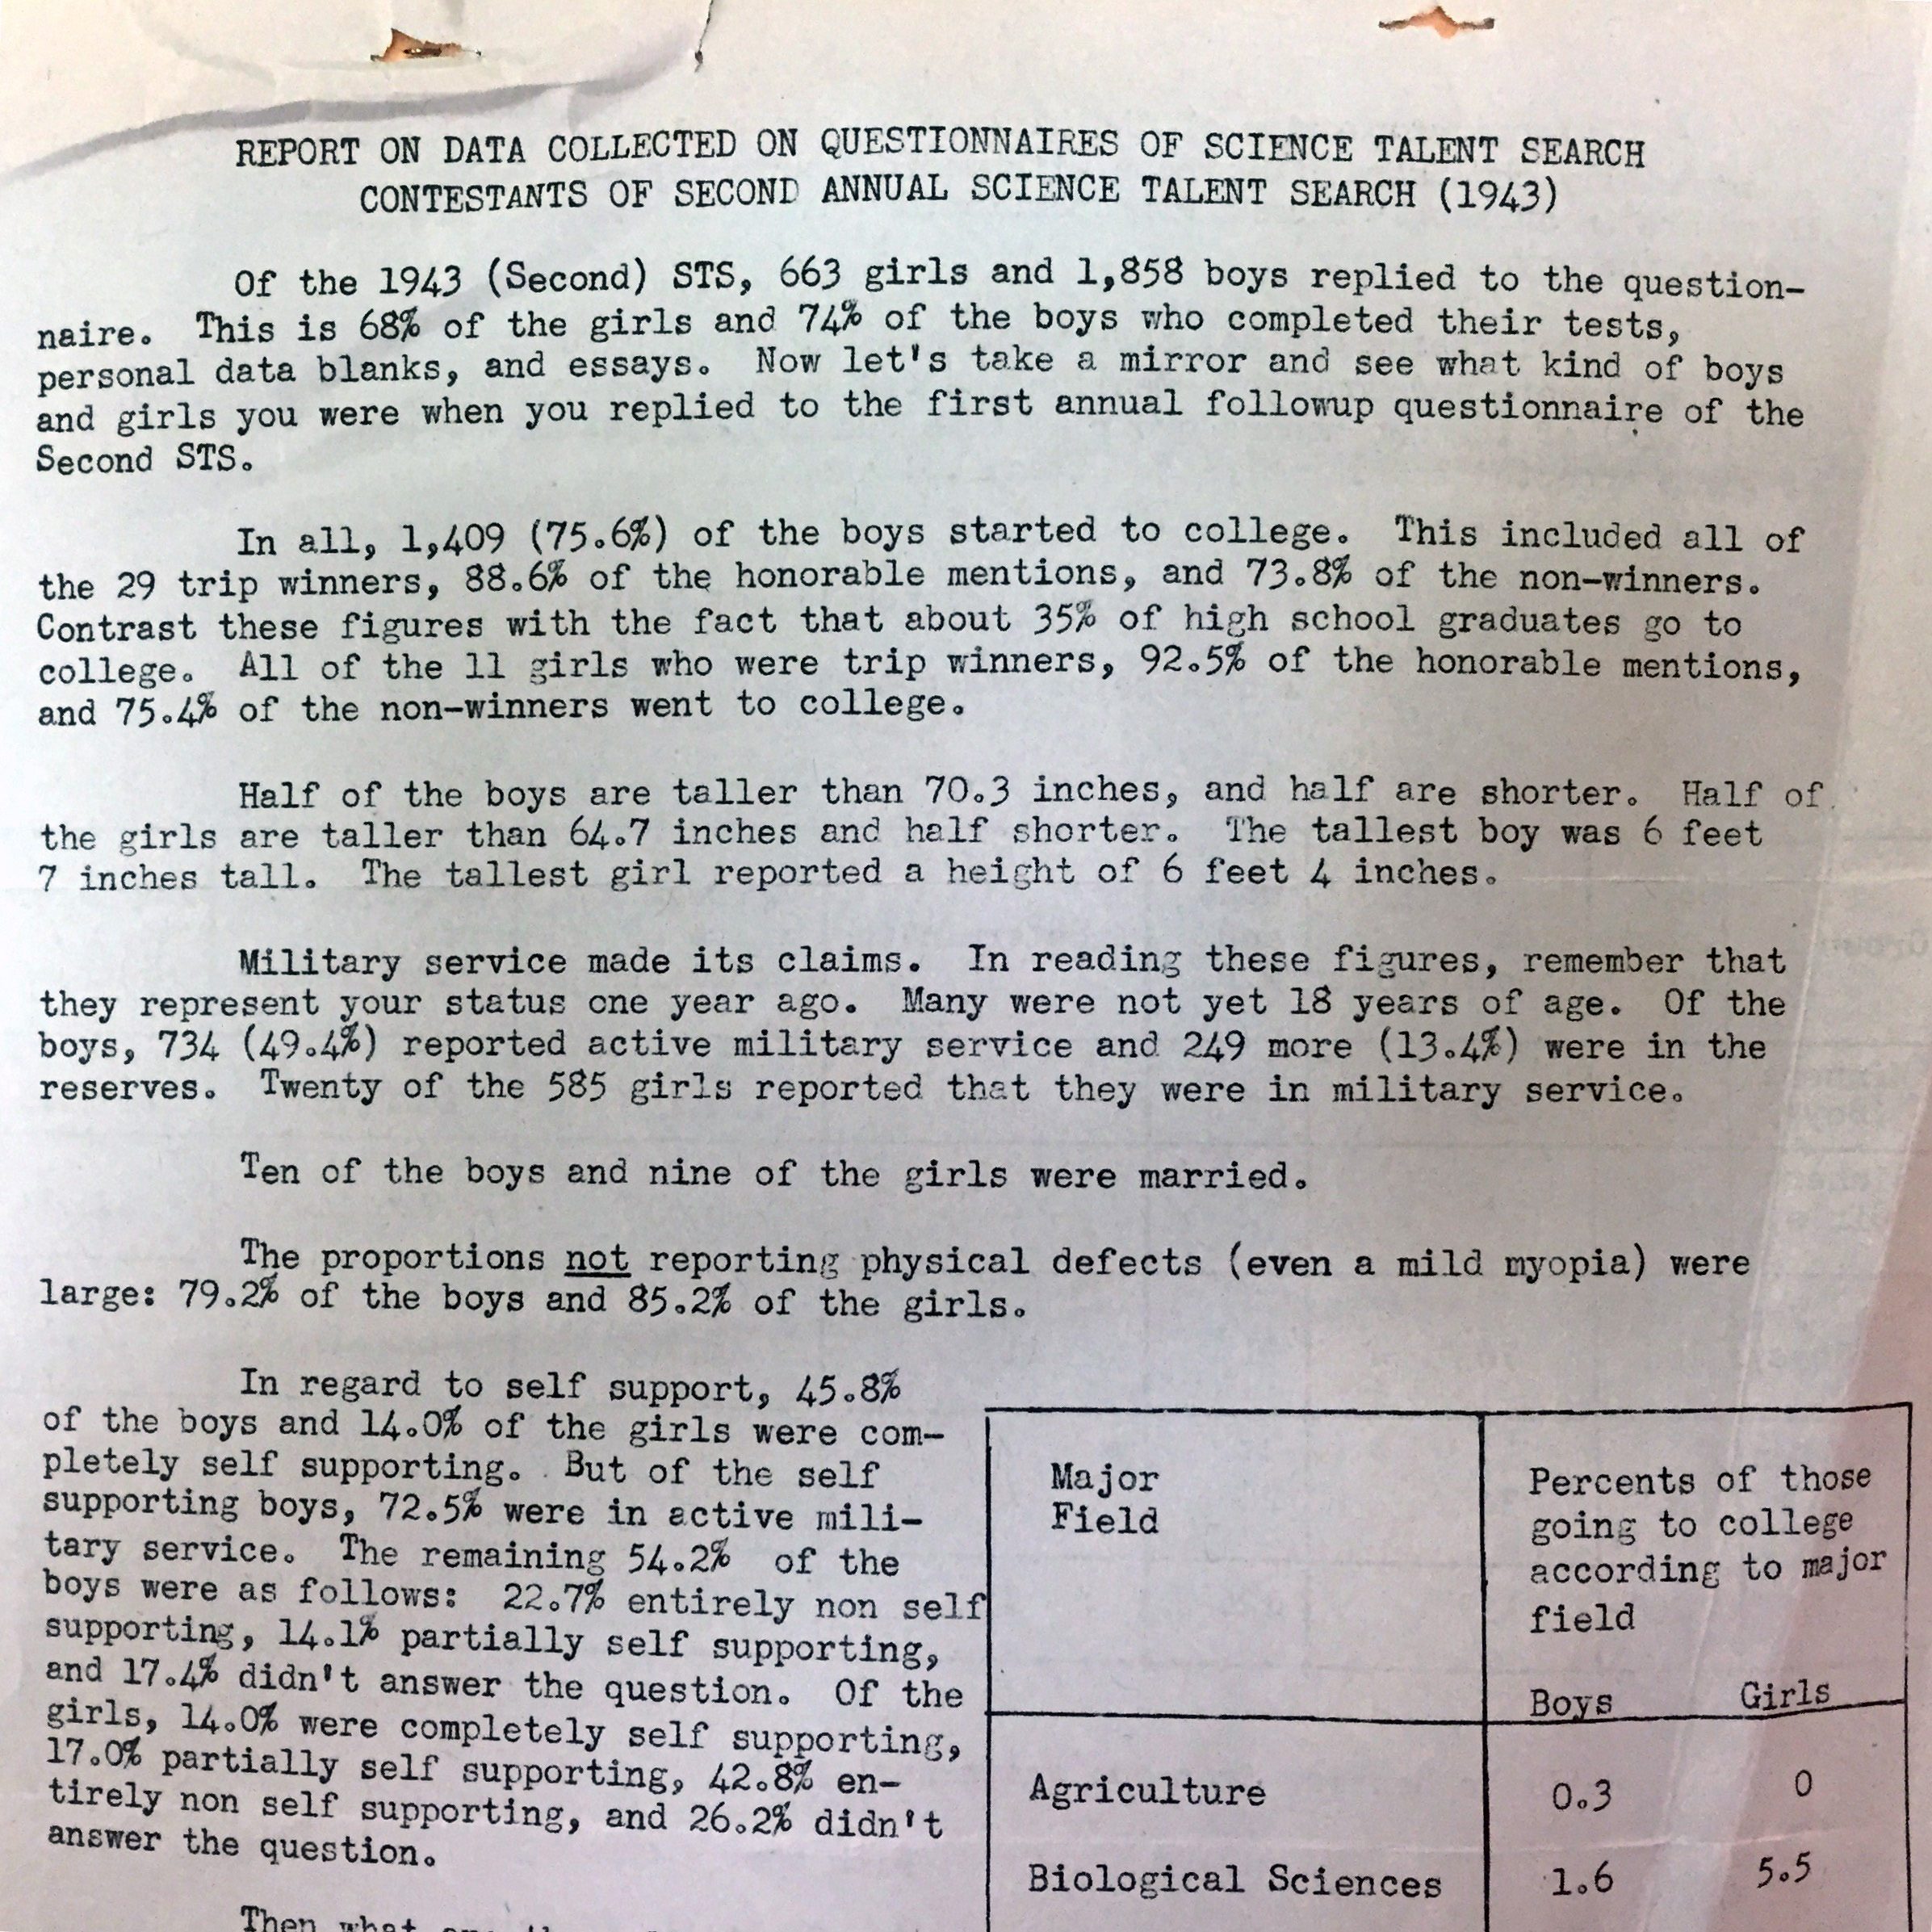 REPORT ON DATA COLLECTED ON QUESTIONNAIRES OF SCIENCE TALENT SEARCH
CONTESTANTS OF SECOND ANNUAL SCIENCE TALENT SEARCH (1943)
Of the 1943 (Second) STS, 663 girls and 1,858 boys replied to the question-
naire. This is 68% of the girls and 74% of the boys who completed their tests,
personal data blanks, and essays. Now let's take a mirror and see what kind of boys
and girls you were when you replied to the first annual followup questionnaire of the
Second STS.
In all, 1,409 (75.6%) of the boys started to college. This included all of
the 29 trip winners, 88.6% of the honorable mentions, and 73.8% of the non-winners.
Contrast these figures with the fact that about 35% of high school graduates go to
college. All of the 11 girls who were trip winners, 92.5% of the honorable mentions,
and 75.4% of the non-winners went to college.
Half of the boys are taller than 70.3 inches, and half are shorter. Half of
the girls are taller than 64.7 inches and half shorter. The tallest boy was 6 feet
7 inches tall. The tallest girl reported a height of 6 feet 4 inches.
Military service made its claims. In reading these figures, remember that
they represent your status one year ago. Many were not yet 18 years of age. Of the
boys, 734 (49.4%) reported active military service and 249 more (13.4%) were in the
reserves. Twenty of the 585 girls reported that they were in military service.
Ten of the boys and nine of the girls were married.
The proportions not reporting physical defects (even a mild myopia) were
large: 79.2% of the boys and 85.2% of the girls.
In regard to self support, 45.8%
of the boys and 14.0% of the girls were com-
pletely self supporting. But of the self
supporting boys, 72.5% were in active mili-
tary service. The remaining 54.2% of the
boys were as follows: 22.7% entirely non self
supporting, 14.1% partially self supporting,
and 17.4% didn't answer the question. Of the
girls, 14.0% were completely self supporting,
17.0% partially self supporting, 42.8% en-
tirely non self supporting, and 26.2% didn't
answer the question.
Then what
Major
Field
Percents of those
going to college
according to major
field
Boys Girls
Agriculture 0.3 0
Biological Sciences 1.6 5.5